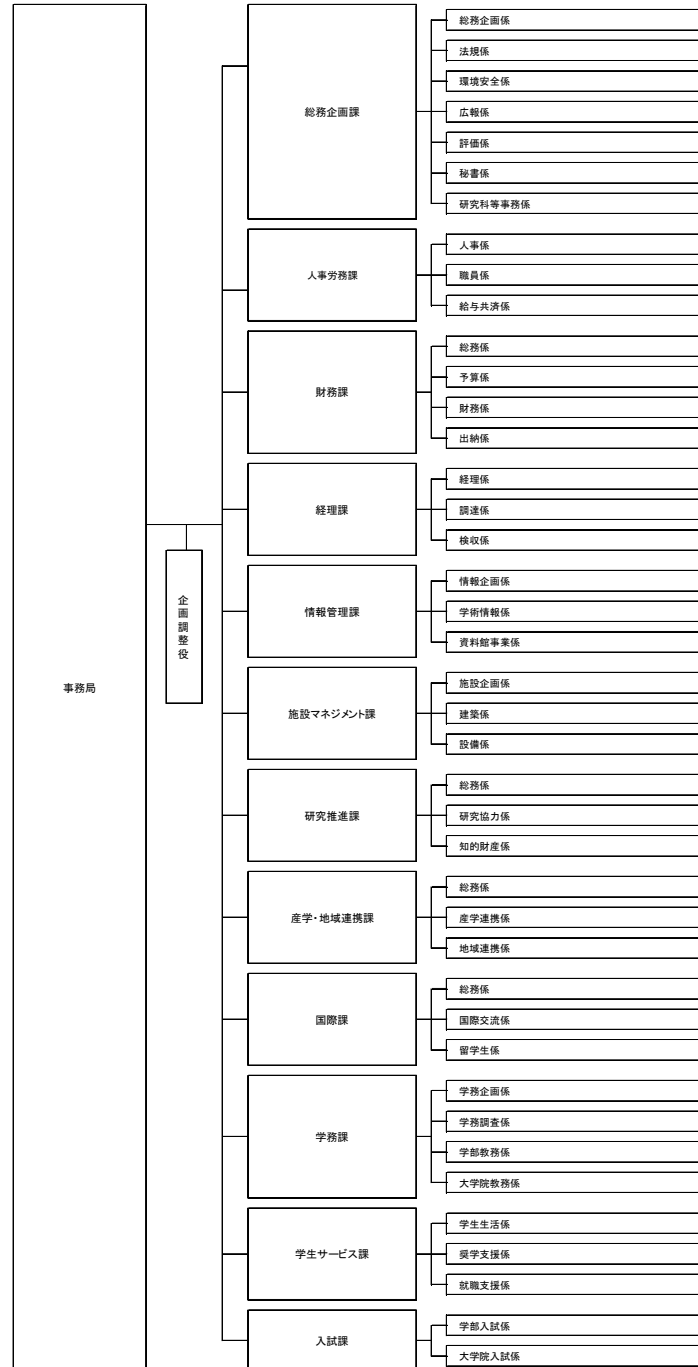 事務局
企画調整役
総務企画課
総務企画係
法規係
環境安全係
広報係
評価係
秘書係
研究科等事務係
人事労務課
人事係
職員係
給与共済係
財務課
総務係
予算係
財務係
出納係
経理課
経理係
調達係
検収係
情報管理課
情報企画係
学術情報係
資料館事業係
施設マネジメント課
施設企画係
建築係
設備係
研究推進課
総務係
研究協力係
知的財産係
産学・地域連携課
総務係
産学連携係
地域連携係
国際課
総務係
国際交流係
留学生係
学務課
学務企画係
学務調査係
学部教務係
大学院教務係
学生サービス課
学生生活係
奨学支援係
就職支援係
入試課
学部入試係
大学院入試係